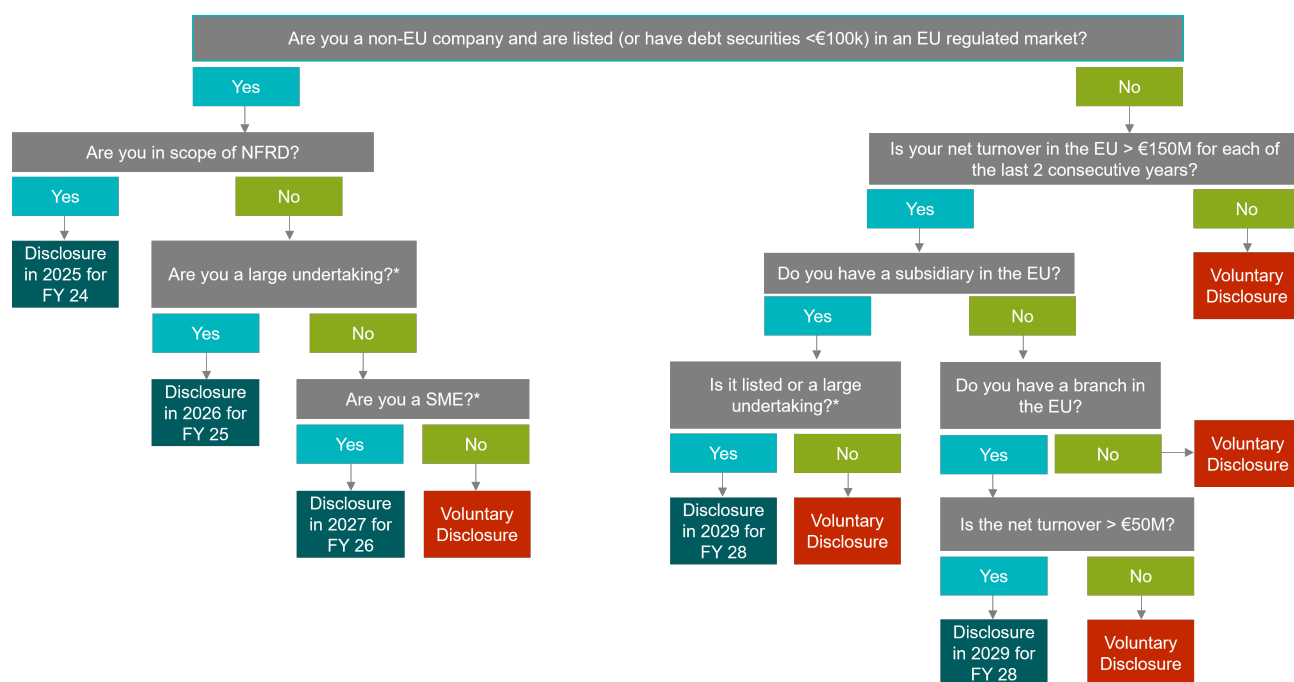 Are you a non-EU company and are listed (or have debt securities <€100k) in an EU regulated market?
Yes
No
Are you in scope of NFRD?
Is your net turnover in the EU > €150M for each of
the last 2 consecutive years?
Yes
No
Yes
No
Disclosure
in 2025 for
FY 24
Are you a large undertaking?*
Do you have a subsidiary in the EU?
Voluntary
Disclosure
Yes
No
Yes
No
Disclosure
in 2026 for
FY 25
Are you a SME?*
Is it listed or a large
undertaking?*
Do you have a branch in
the EU?
Yes
No
Yes
No
Yes
No
Voluntary
Disclosure
Disclosure
in 2027 for
FY 26
Voluntary
Disclosure
Disclosure
in 2029 for
FY 28
Voluntary
Disclosure
Is the net turnover > €50M?
Yes
No
Disclosure
in 2029 for
FY 28
Voluntary
Disclosure